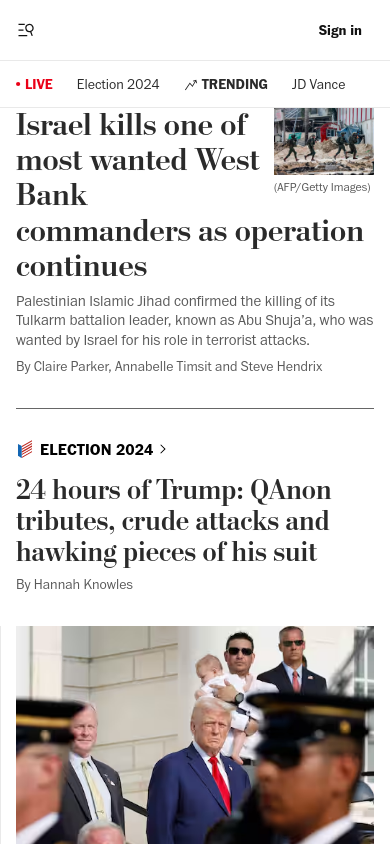 Sign in
LIVE
Election 2024
TRENDING
JD Vance
Israel kills one of
most wanted West
Bank
commanders as operation
continues
(AFP/Getty Images)
Palestinian Islamic Jihad confirmed the killing of its
Tulkarm battalion leader, known as Abu Shuja’a, who was
wanted by Israel for his role in terrorist attacks.
By Claire Parker, Annabelle Timsit and Steve Hendrix
ELECTION 2024
24 hours of Trump: QAnon
tributes, crude attacks and
hawking pieces of his suit
By Hannah Knowles